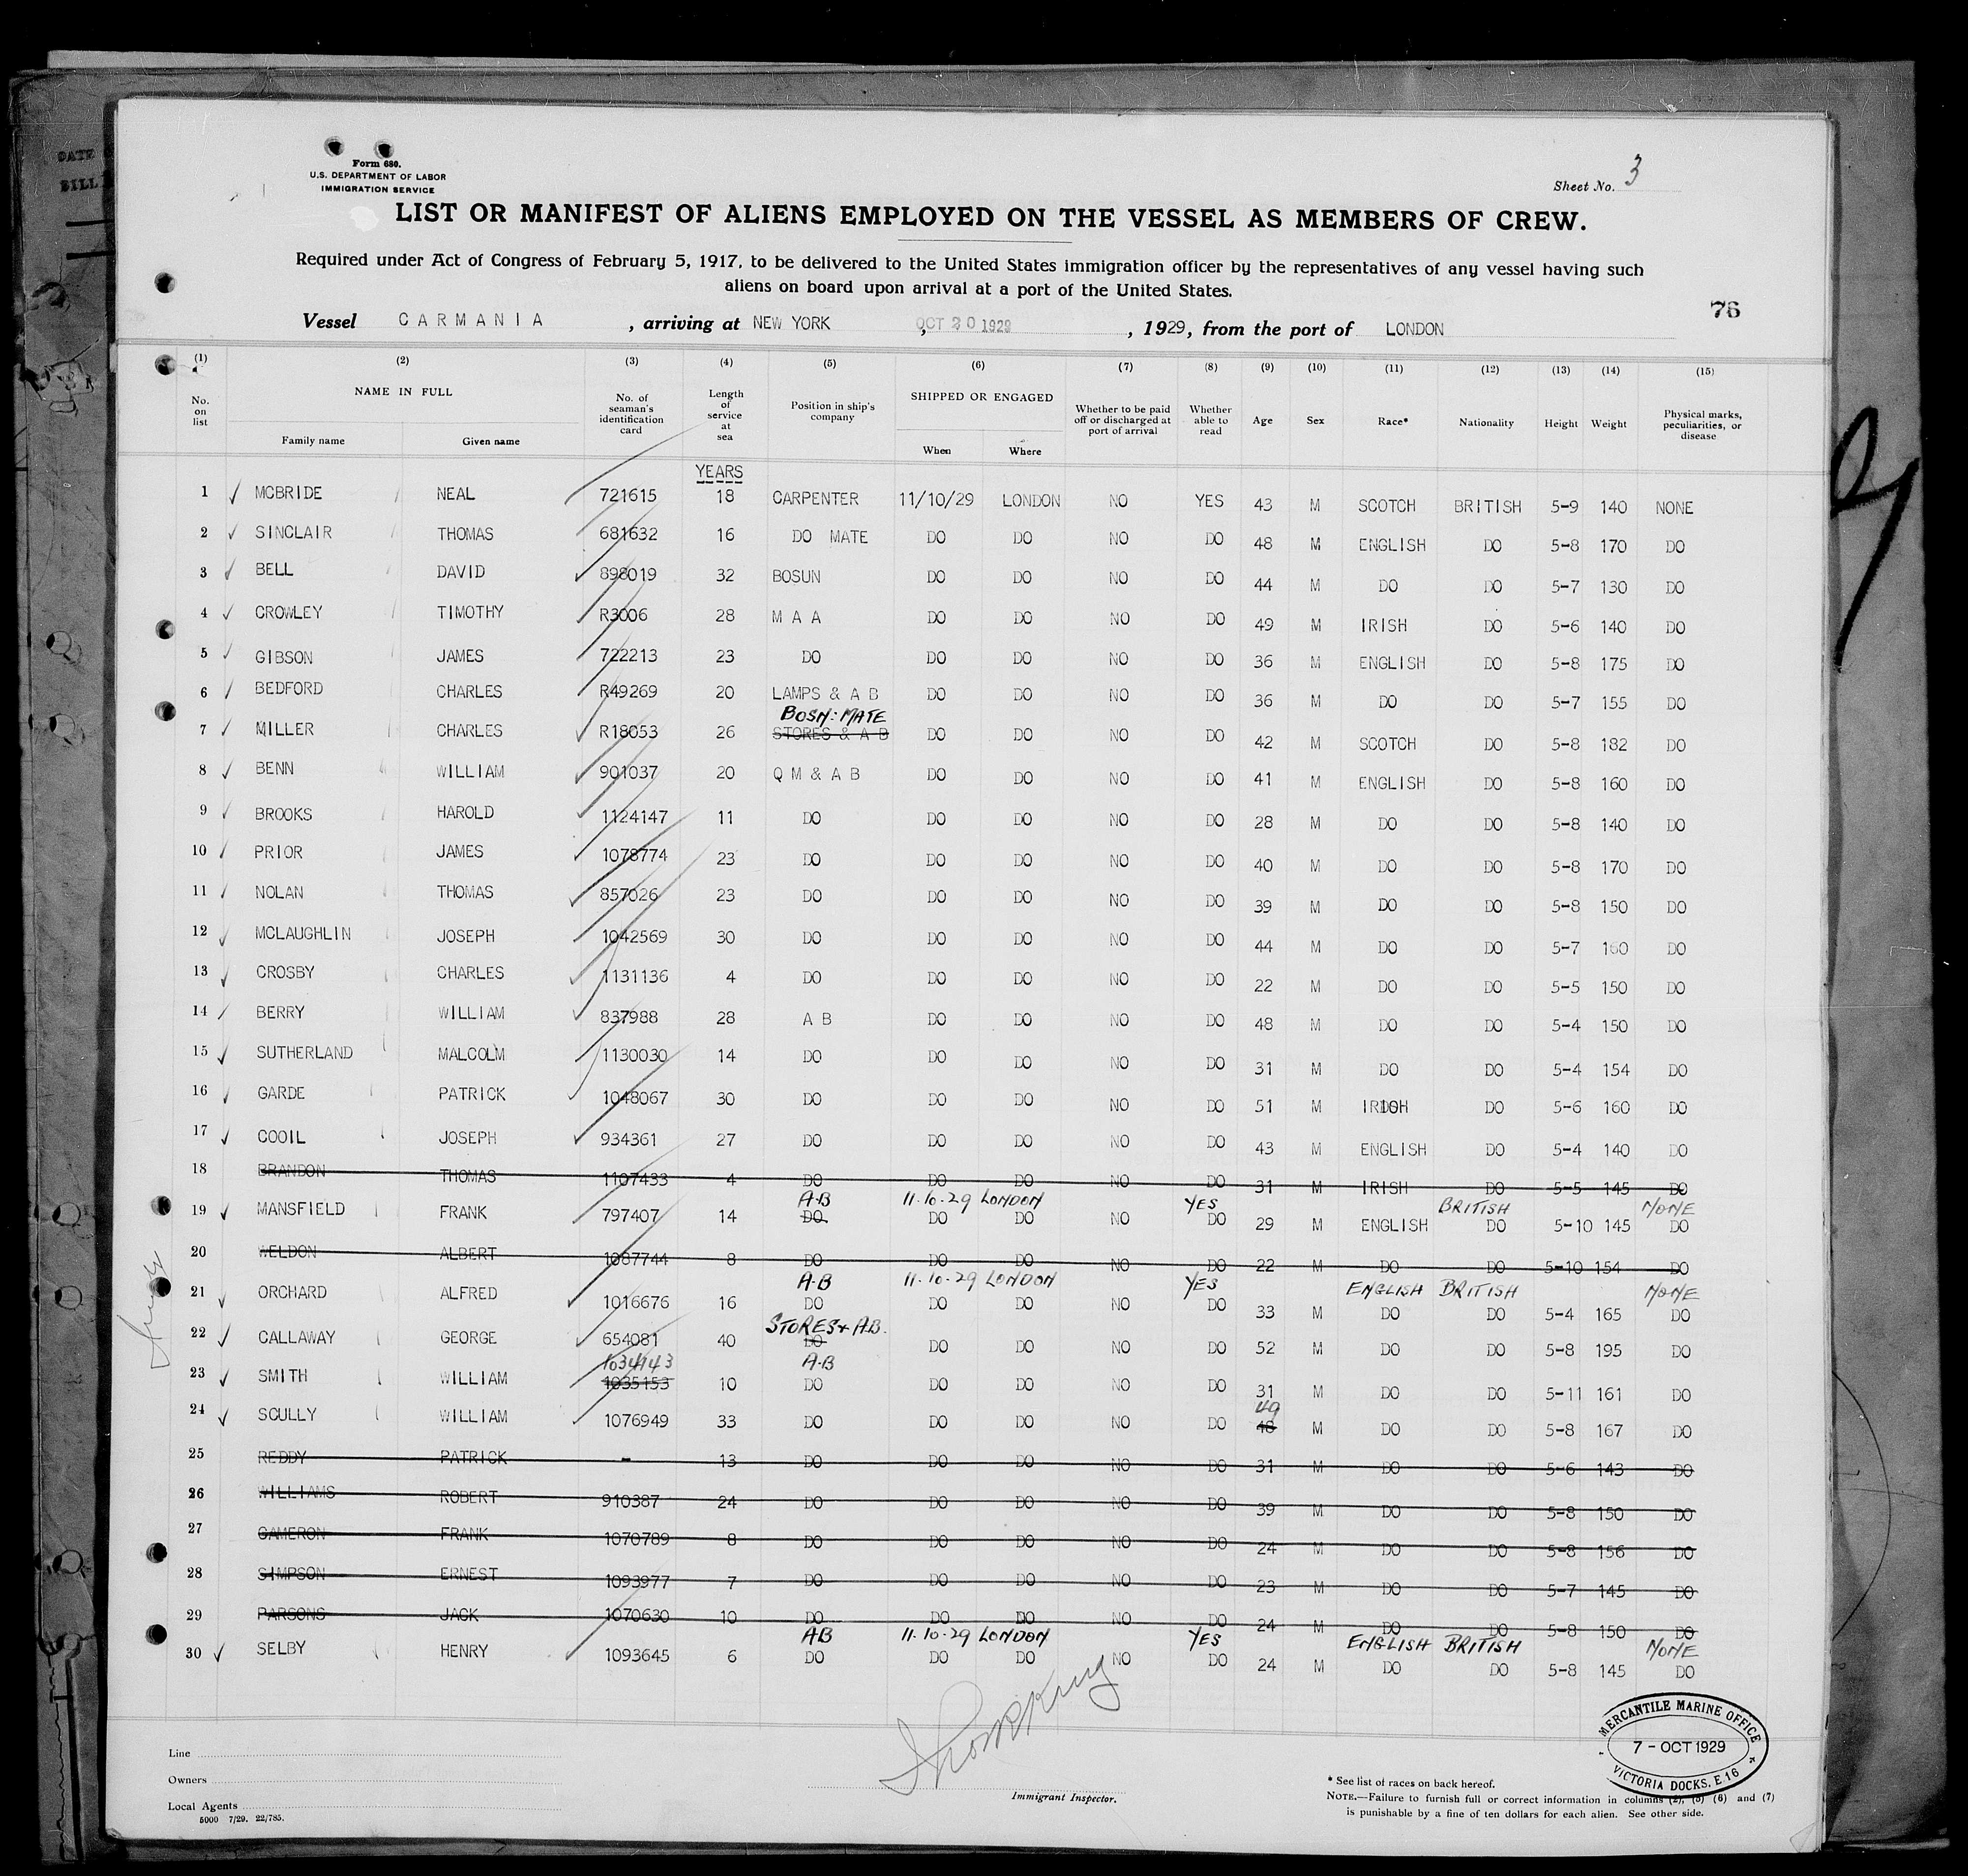 DATE
BILL
Form 680.
U.S. DEPARTMENT OF LABOR
IMMIGRATION SERVICE
Sheet No. 3
LIST OR MANIFEST OF ALIENS EMPLOYED ON THE VESSEL AS MEMBERS OF CREW.
Required under Act of Congress of February 5, 1917, to be delivered to the United States immigration officer by the representatives of any vessel having such
aliens on board upon arrival at a port of the United States.
76
Vessel CARMANIA , arriving at NEW YORK , OCT 20 1929 , 1929, from the port of LONDON
(1) (2) (3) (4) (5) (6) (7) (8) (9) (10) (11) (12) (13) (14) (15)
No. on list NAME IN FULL Family name Given name No. of seaman's identification card Length of service at sea Position in ship's company SHIPPED OR ENGAGED When Where Whether to be paid off or discharged at port of arrival Whether able to read Age Sex Race* Nationality Height Weight Physical marks, peculiarities, or disease
YEARS
1 MCBRIDE NEAL 721615 18 CARPENTER 11/10/29 LONDON NO YES 43 M SCOTCH BRITISH 5-9 140 NONE
2 SINCLAIR THOMAS 681632 16 DO MATE DO DO NO DO 48 M ENGLISH DO 5-8 170 DO
3 BELL DAVID 898019 32 BOSUN DO DO NO DO 44 M DO DO 5-7 130 DO
4 CROWLEY TIMOTHY R3006 28 M A A DO DO NO DO 49 M IRISH DO 5-6 140 DO
5 GIBSON JAMES 722213 23 DO DO DO NO DO 36 M ENGLISH DO 5-8 175 DO
6 BEDFORD CHARLES R49269 20 LAMPS & A B DO DO NO DO 36 M DO DO 5-7 155 DO
BOSN: MATE
7 MILLER CHARLES R18053 26 STORES & A B DO DO NO DO 42 M SCOTCH DO 5-8 182 DO
8 BENN WILLIAM 901037 20 Q M & A B DO DO NO DO 41 M ENGLISH DO 5-8 160 DO
9 BROOKS HAROLD 1124147 11 DO DO DO NO DO 28 M DO DO 5-8 140 DO
10 PRIOR JAMES 1078774 23 DO DO DO NO DO 40 M DO DO 5-8 170 DO
11 NOLAN THOMAS 857026 23 DO DO DO NO DO 39 M DO DO 5-8 150 DO
12 MCLAUGHLIN JOSEPH 1042569 30 DO DO DO NO DO 44 M DO DO 5-7 160 DO
13 CROSBY CHARLES 1131136 4 DO DO DO NO DO 22 M DO DO 5-5 150 DO
14 BERRY WILLIAM 837988 28 A B DO DO NO DO 48 M DO DO 5-4 150 DO
15 SUTHERLAND MALCOLM 1130030 14 DO DO DO NO DO 31 M DO DO 5-4 154 DO
16 GARDE PATRICK 1048067 30 DO DO DO NO DO 51 M IRISH DO 5-6 160 DO
17 COOIL JOSEPH 934361 27 DO DO DO NO DO 43 M ENGLISH DO 5-4 140 DO
18 BRANDON THOMAS 1107433 4 DO DO DO NO DO 31 M IRISH DO 5-5 145 DO
A.B 11.10.29 LONDON YES BRITISH NONE
19 MANSFIELD FRANK 797407 14 DO DO DO NO DO 29 M ENGLISH DO 5-10 145 DO
20 WELDON ALBERT 1087744 8 DO DO DO NO DO 22 M DO DO 5-10 154 DO
A.B 11.10.29 LONDON YES ENGLISH BRITISH NONE
21 ORCHARD ALFRED 1016676 16 DO DO DO NO DO 33 M DO DO 5-4 165 DO
STORES & A.B.
22 CALLAWAY GEORGE 654081 40 DO DO DO NO DO 52 M DO DO 5-8 195 DO
1034143 A.B
23 SMITH WILLIAM 1035153 10 DO DO DO NO DO 31 M DO DO 5-11 161 DO
49
24 SCULLY WILLIAM 1076949 33 DO DO DO NO DO 48 M DO DO 5-8 167 DO
25 REDDY PATRICK - 13 DO DO DO NO DO 31 M DO DO 5-6 143 DO
26 WILLIAMS ROBERT 910387 24 DO DO DO NO DO 39 M DO DO 5-8 150 DO
27 CAMERON FRANK 1070789 8 DO DO DO NO DO 24 M DO DO 5-8 156 DO
28 SIMPSON ERNEST 1093977 7 DO DO DO NO DO 23 M DO DO 5-7 145 DO
29 PARSONS JACK 1070630 10 DO DO DO NO DO 24 M DO DO 5-8 150 DO
AB 11.10.29 LONDON YES ENGLISH BRITISH NONE
30 SELBY HENRY 1093645 6 DO DO DO NO DO 24 M DO DO 5-8 145 DO
MERCANTILE MARINE OFFICE
7 - OCT 1929
VICTORIA DOCKS, E.16
Line
Owners
Local Agents
5000 7/29. 22/785.
Immigrant Inspector.
* See list of races on back hereof.
NOTE.—Failure to furnish full or correct information in columns (2), (5) (6) and (7)
is punishable by a fine of ten dollars for each alien. See other side.